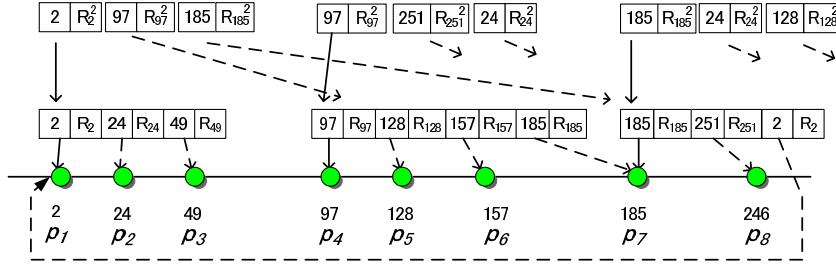 2 R₂² 97 R₉₇² 185 R₁₈₅² 97 R₉₇² 251 R₂₅₁² 24 R₂₄² 185 R₁₈₅² 24 R₂₄² 128 R₁₂₈²
2 R₂ 24 R₂₄ 49 R₄₉ 97 R₉₇ 128 R₁₂₈ 157 R₁₅₇ 185 R₁₈₅ 185 R₁₈₅ 251 R₂₅₁ 2 R₂
2 24 49 97 128 157 185 246
p₁ p₂ p₃ p₄ p₅ p₆ p₇ p₈